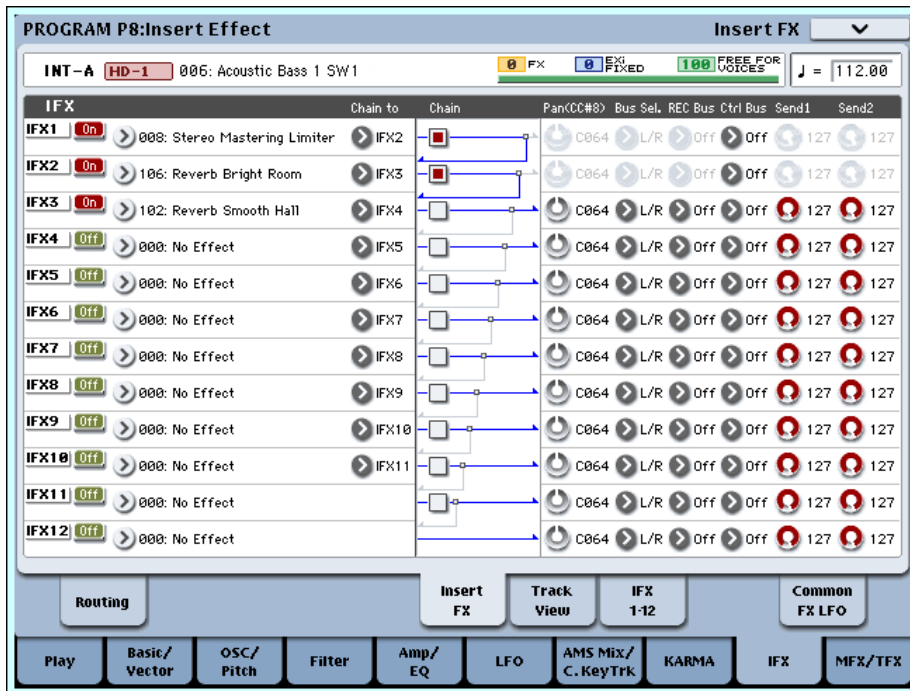 PROGRAM P8:Insert Effect Insert FX
INT-A HD-1 006: Acoustic Bass 1 SW1 0 FX 0 EXi FIXED 100 FREE FOR VOICES ♩ = 112.00
IFX Chain to Chain Pan(CC#8) Bus Sel. REC Bus Ctrl Bus Send1 Send2
IFX1 On 008: Stereo Mastering Limiter IFX2 C064 L/R Off Off 127 127
IFX2 On 106: Reverb Bright Room IFX3 C064 L/R Off Off 127 127
IFX3 On 102: Reverb Smooth Hall IFX4 C064 L/R Off Off 127 127
IFX4 Off 000: No Effect IFX5 C064 L/R Off Off 127 127
IFX5 Off 000: No Effect IFX6 C064 L/R Off Off 127 127
IFX6 Off 000: No Effect IFX7 C064 L/R Off Off 127 127
IFX7 Off 000: No Effect IFX8 C064 L/R Off Off 127 127
IFX8 Off 000: No Effect IFX9 C064 L/R Off Off 127 127
IFX9 Off 000: No Effect IFX10 C064 L/R Off Off 127 127
IFX10 Off 000: No Effect IFX11 C064 L/R Off Off 127 127
IFX11 Off 000: No Effect C064 L/R Off Off 127 127
IFX12 Off 000: No Effect C064 L/R Off Off 127 127
Routing Insert FX Track View IFX 1-12 Common FX LFO
Play Basic/Vector OSC/Pitch Filter Amp/EQ LFO AMS Mix/C.KeyTrk KARMA IFX MFX/TFX